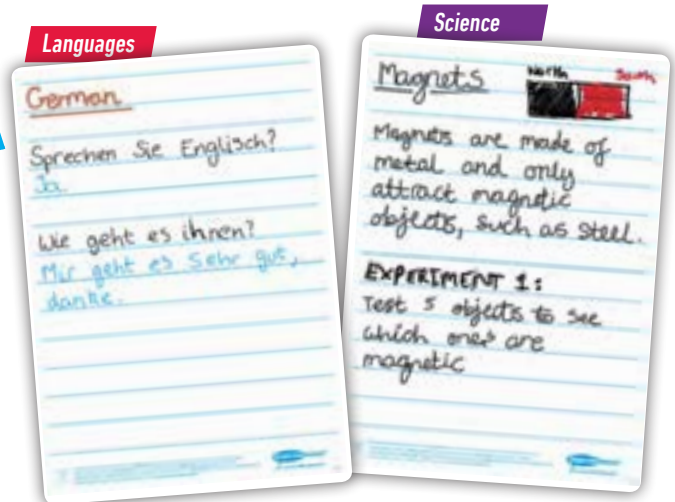 Languages
German
Sprechen Sie Englisch?
Ja.
Wie geht es ihnen?
Mir geht es sehr gut,
danke.
Science
Magnets
North South
Magnets are made of
metal and only
attract magnetic
objects, such as steel.
EXPERIMENT 1:
Test 5 objects to see
which ones are
magnetic